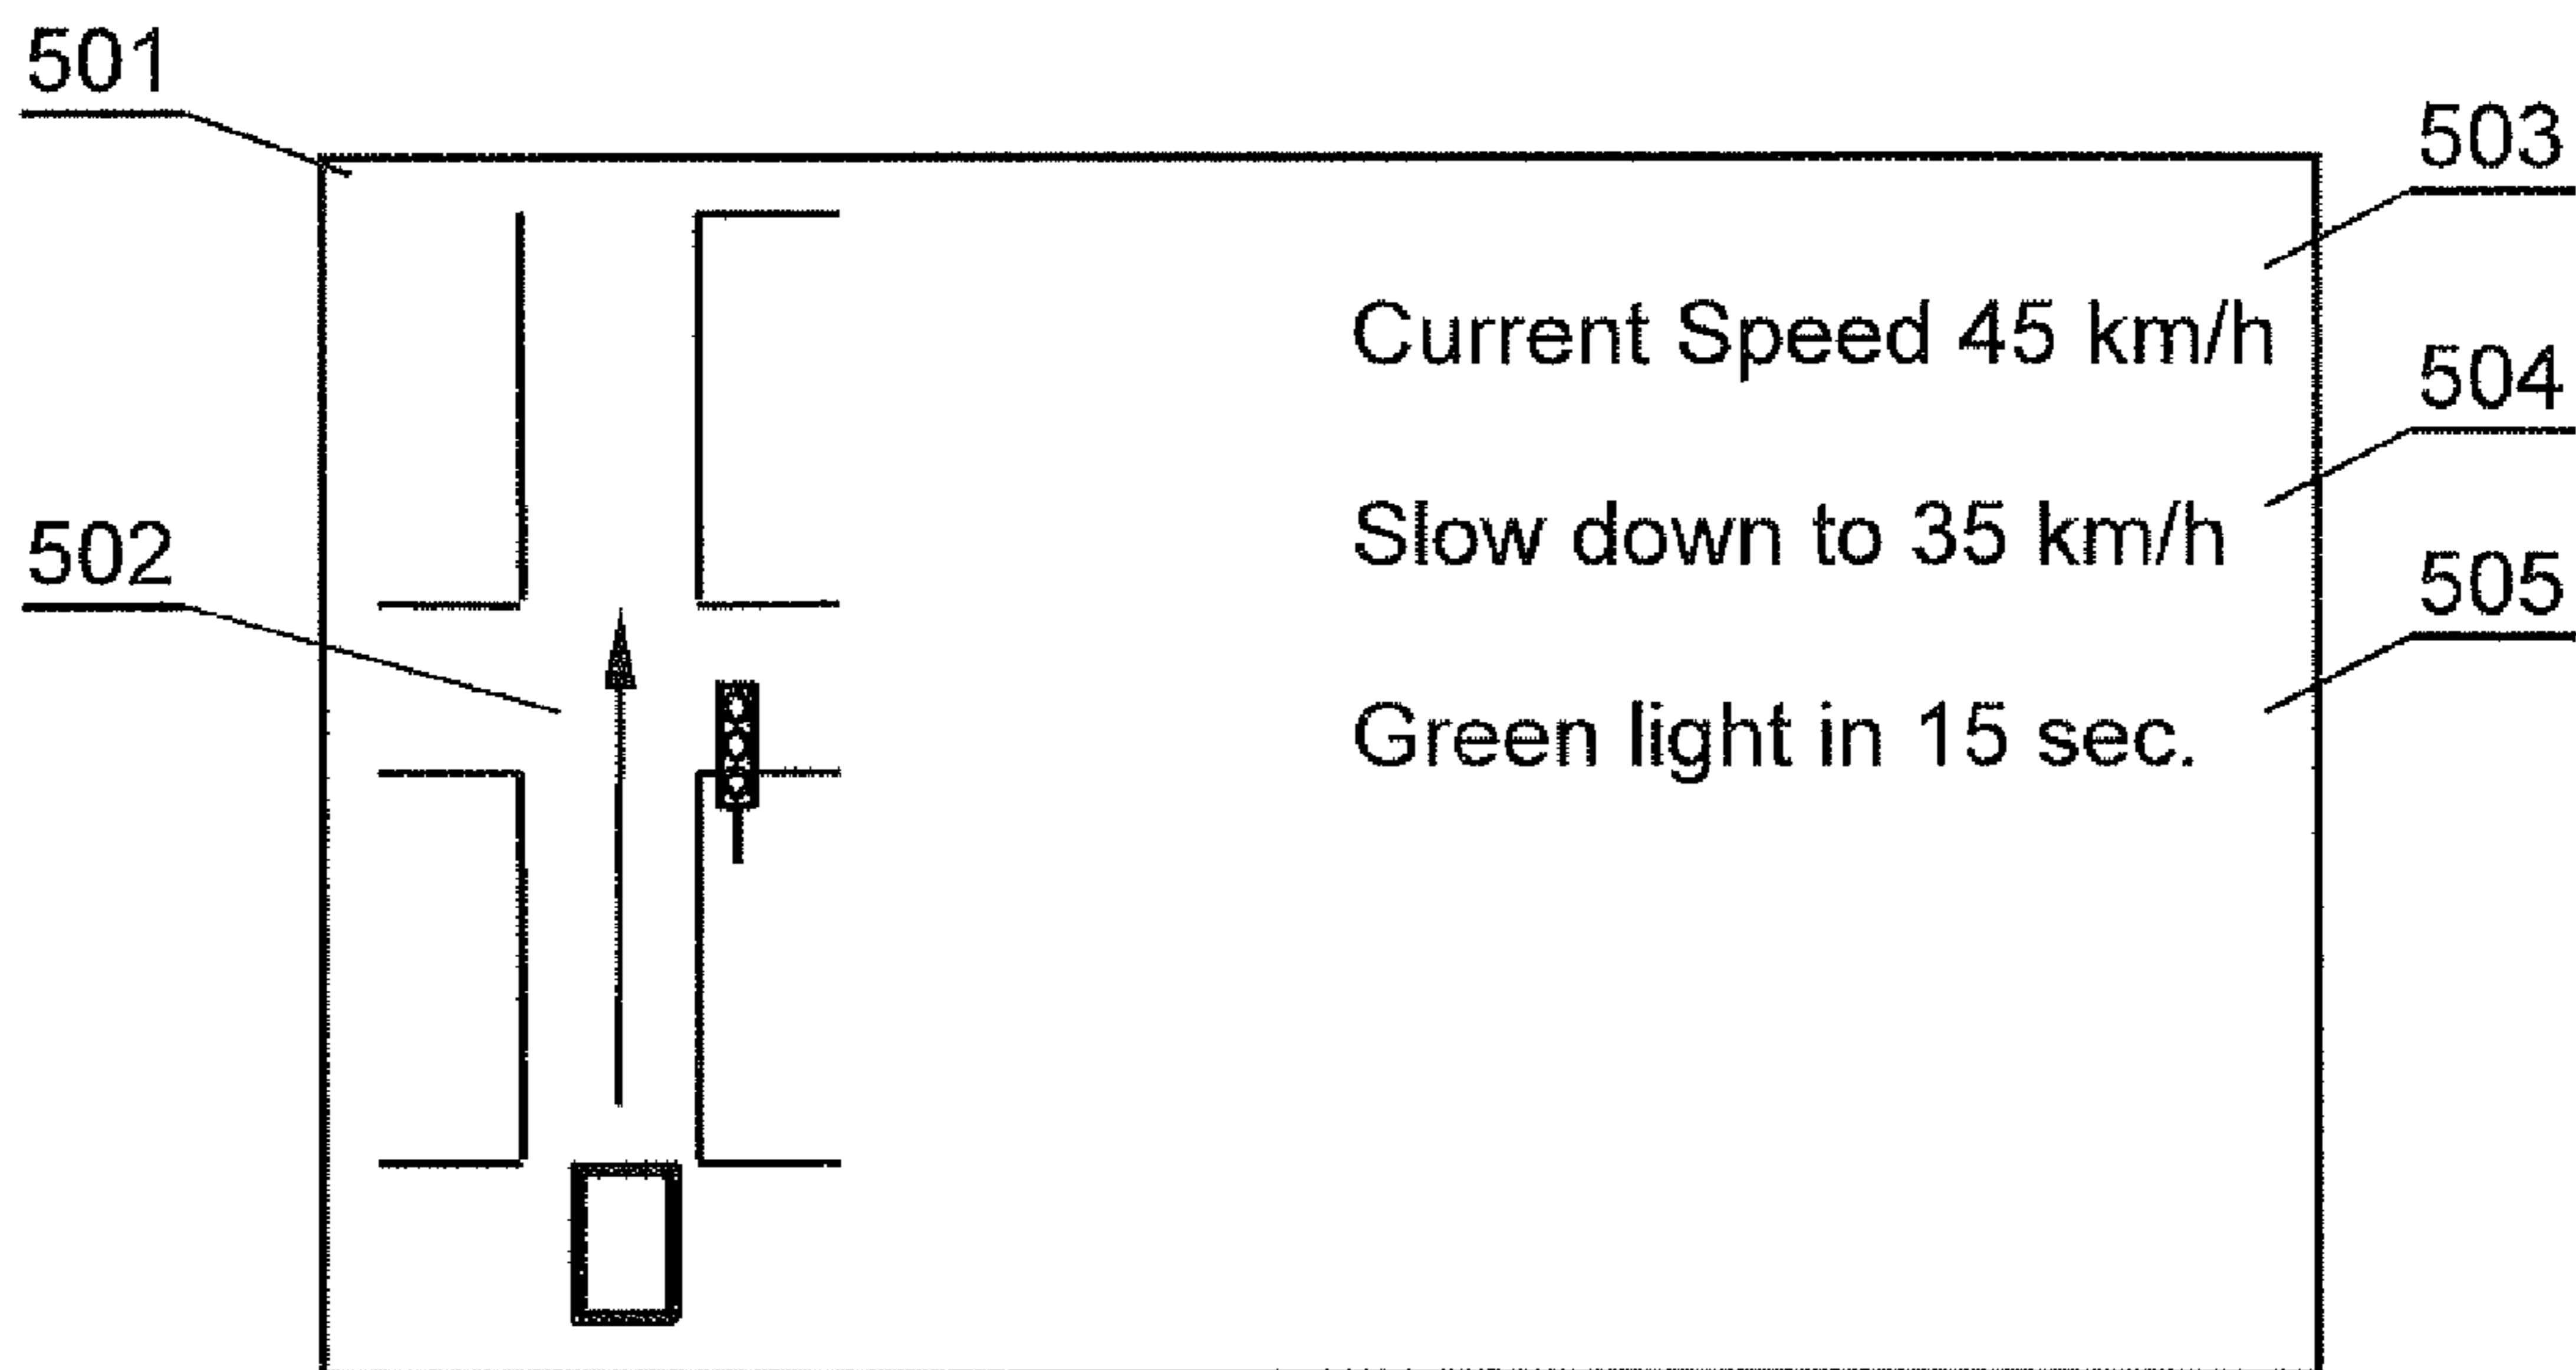 501
503
Current Speed 45 km/h
504
Slow down to 35 km/h
502
505
Green light in 15 sec.